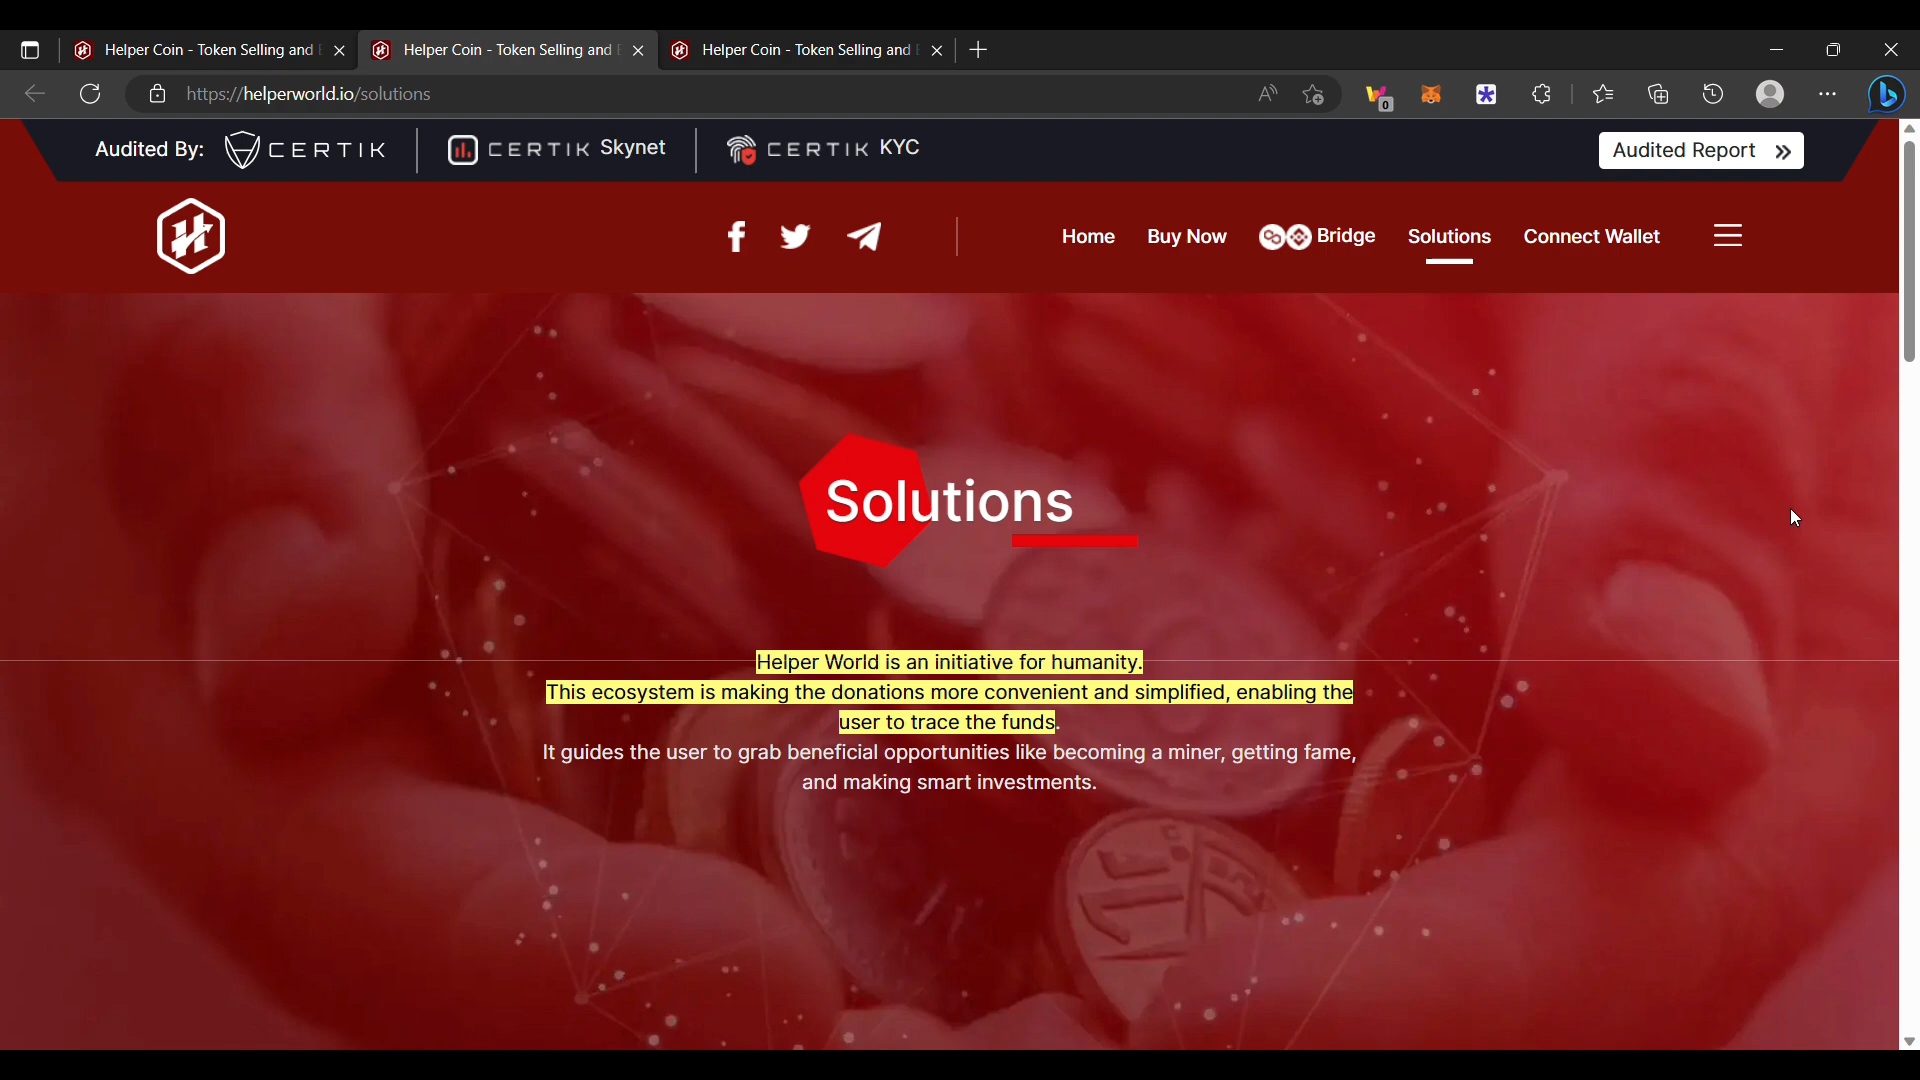 Helper Coin - Token Selling and
Helper Coin - Token Selling and
Helper Coin - Token Selling and
https://helperworld.io/solutions
0
Audited By:
CERTIK
CERTIK Skynet
CERTIK KYC
Audited Report
Home
Buy Now
Bridge
Solutions
Connect Wallet
Solutions
Helper World is an initiative for humanity.
This ecosystem is making the donations more convenient and simplified, enabling the
user to trace the funds.
It guides the user to grab beneficial opportunities like becoming a miner, getting fame,
and making smart investments.